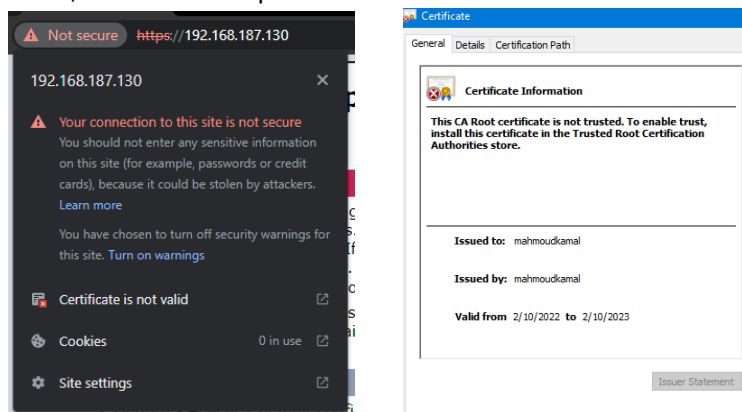 Not secure https://192.168.187.130
192.168.187.130
Your connection to this site is not secure
You should not enter any sensitive information
on this site (for example, passwords or credit
cards), because it could be stolen by attackers.
Learn more
You have chosen to turn off security warnings for
this site. Turn on warnings
Certificate is not valid
Cookies 0 in use
Site settings
Certificate
General Details Certification Path
Certificate Information
This CA Root certificate is not trusted. To enable trust,
install this certificate in the Trusted Root Certification
Authorities store.
Issued to: mahmoudkamal
Issued by: mahmoudkamal
Valid from 2/10/2022 to 2/10/2023
Issuer Statement